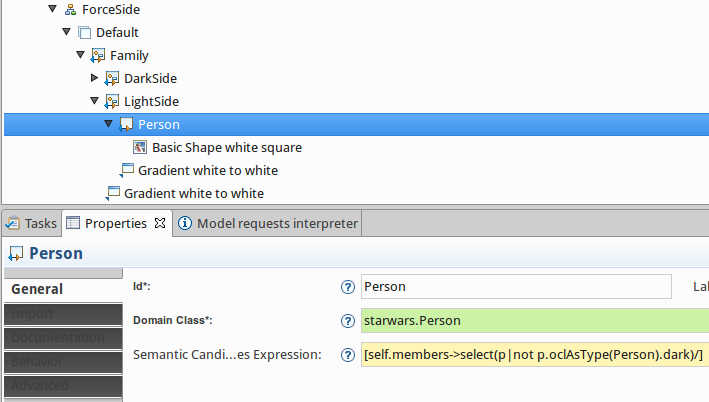 ForceSide
Default
Family
DarkSide
LightSide
Person
Basic Shape white square
Gradient white to white
Gradient white to white
Tasks Properties Model requests interpreter
Person
General
Id*: Person Lal
Import
Domain Class*: starwars.Person
Documentation
Semantic Candi...es Expression: [self.members->select(p|not p.oclAsType(Person).dark)/]
Behavior
Advanced